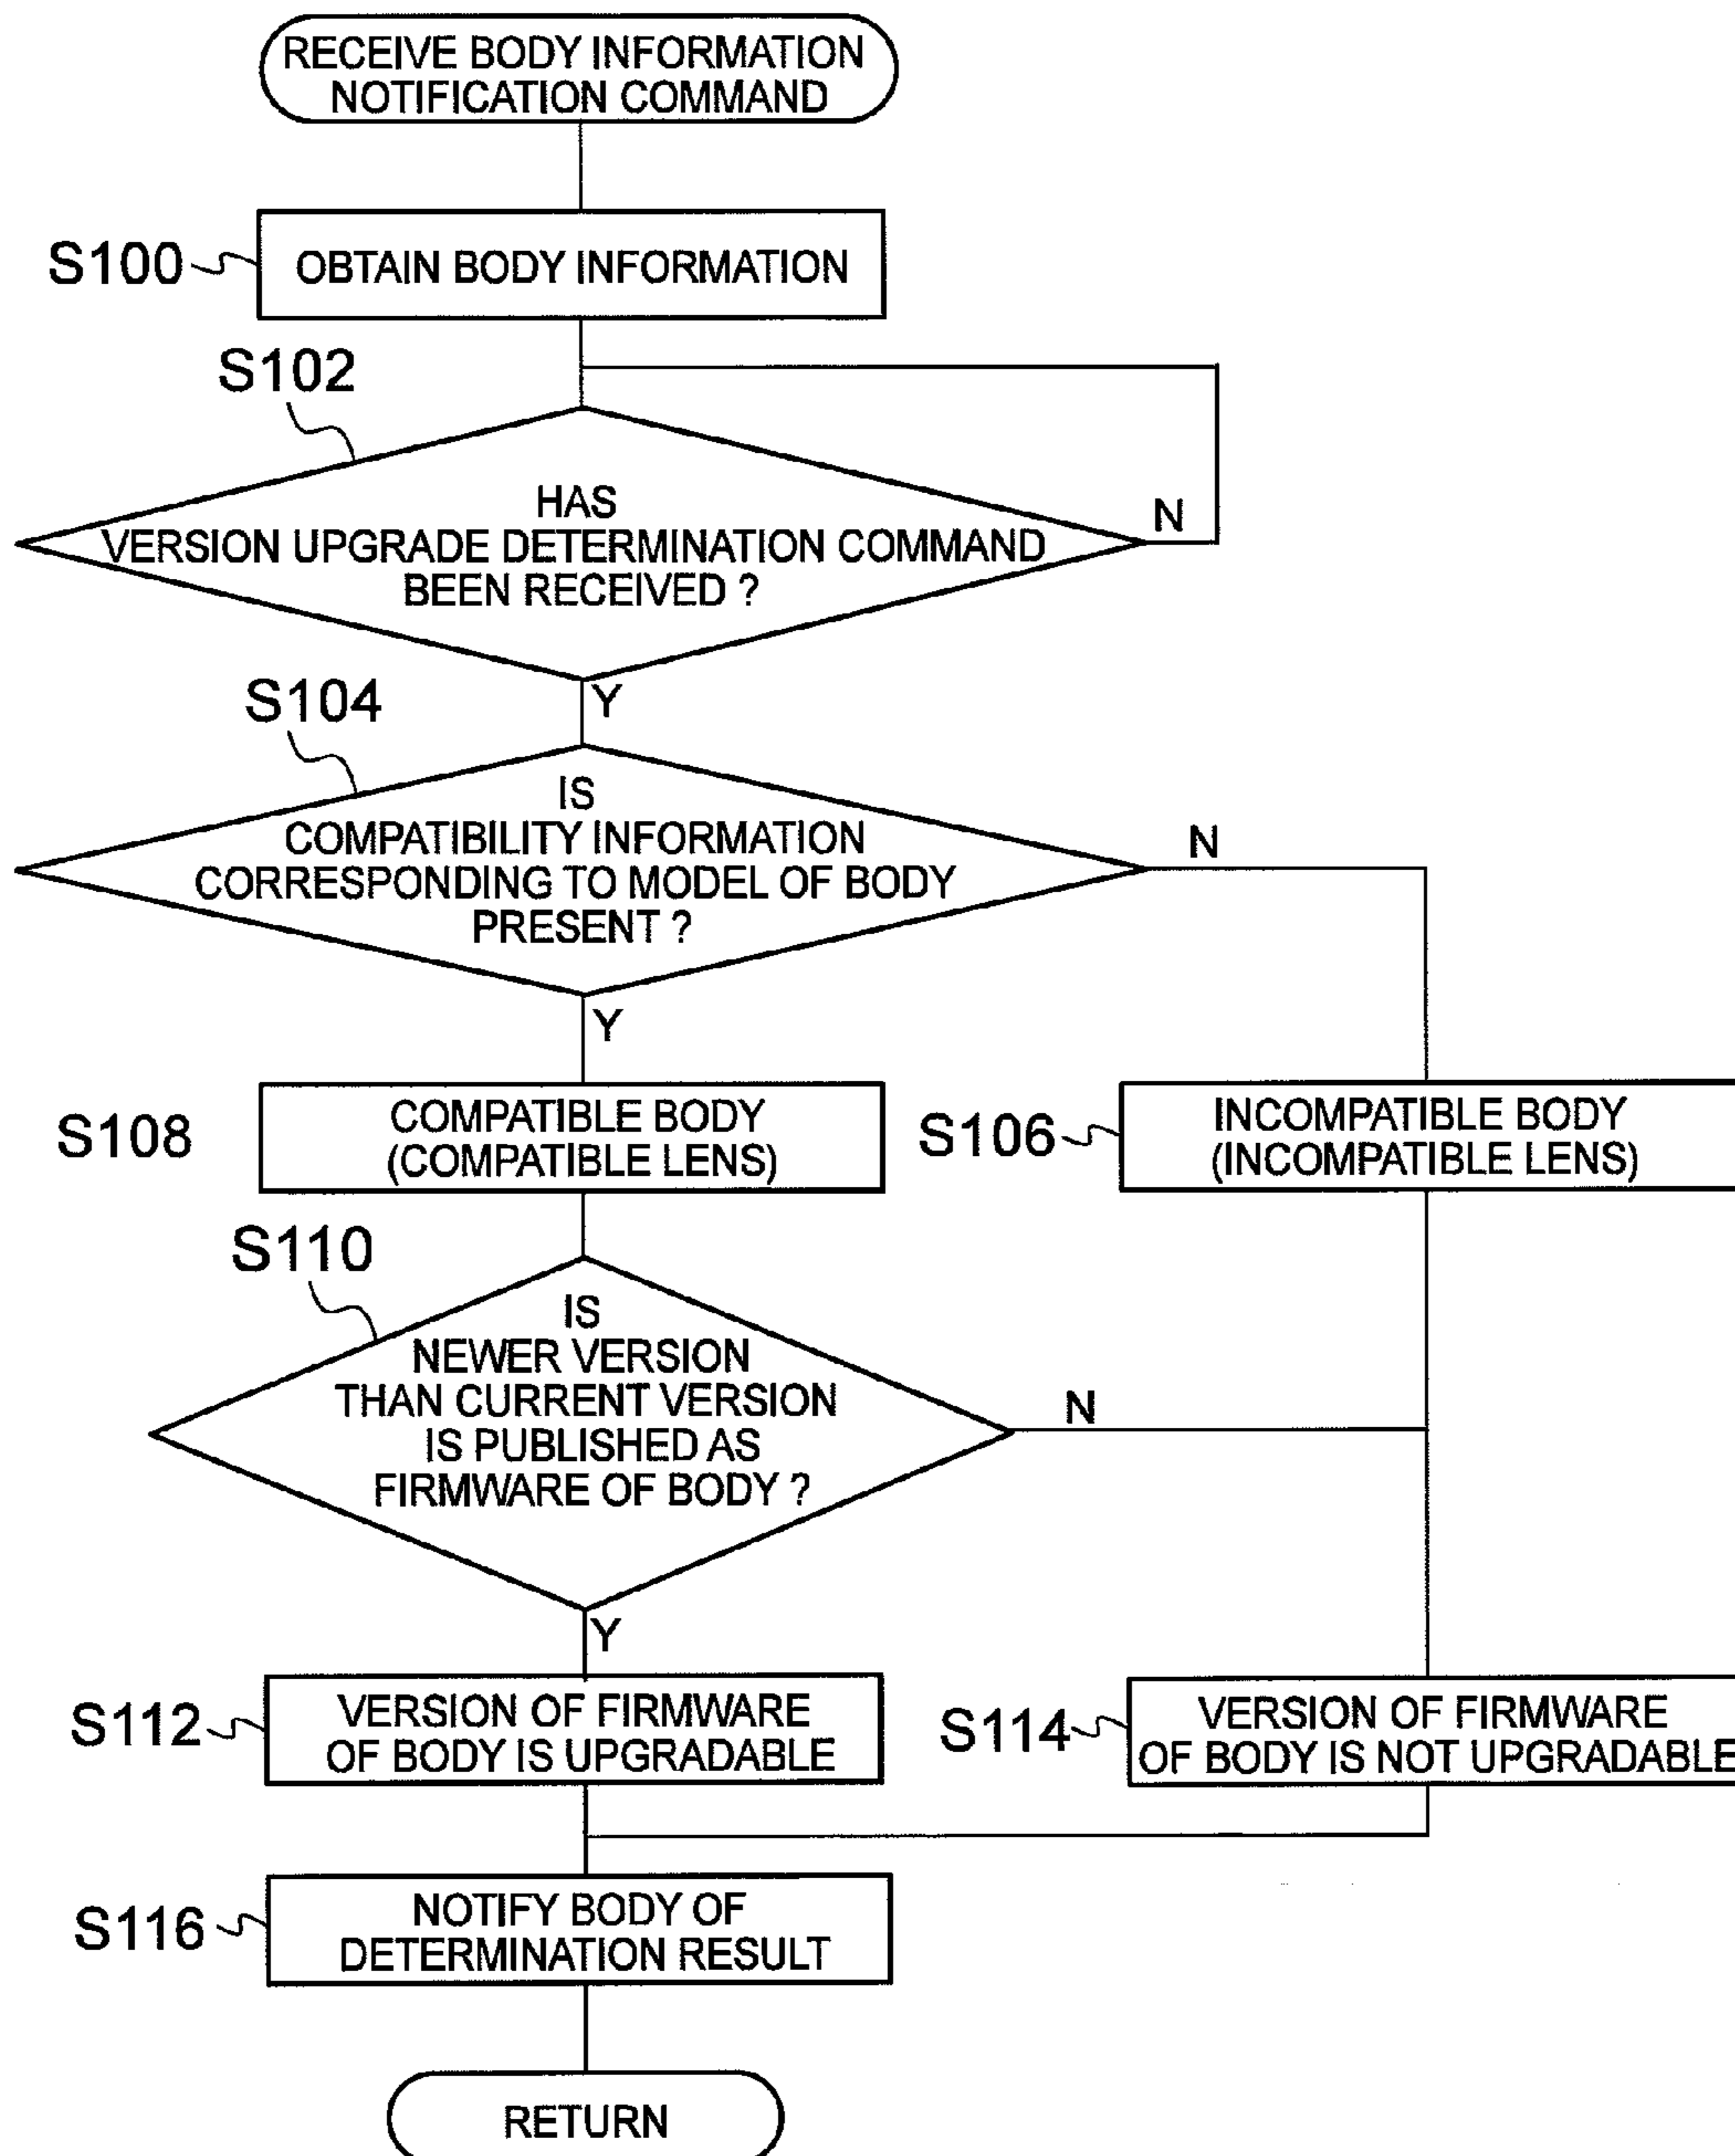 RECEIVE BODY INFORMATION
NOTIFICATION COMMAND
S100
OBTAIN BODY INFORMATION
S102
HAS
VERSION UPGRADE DETERMINATION COMMAND
BEEN RECEIVED ?
N
Y
S104
IS
COMPATIBILITY INFORMATION
CORRESPONDING TO MODEL OF BODY
PRESENT ?
N
Y
S108
COMPATIBLE BODY
(COMPATIBLE LENS)
S106
INCOMPATIBLE BODY
(INCOMPATIBLE LENS)
S110
IS
NEWER VERSION
THAN CURRENT VERSION
IS PUBLISHED AS
FIRMWARE OF BODY ?
N
Y
S112
VERSION OF FIRMWARE
OF BODY IS UPGRADABLE
S114
VERSION OF FIRMWARE
OF BODY IS NOT UPGRADABLE
S116
NOTIFY BODY OF
DETERMINATION RESULT
RETURN